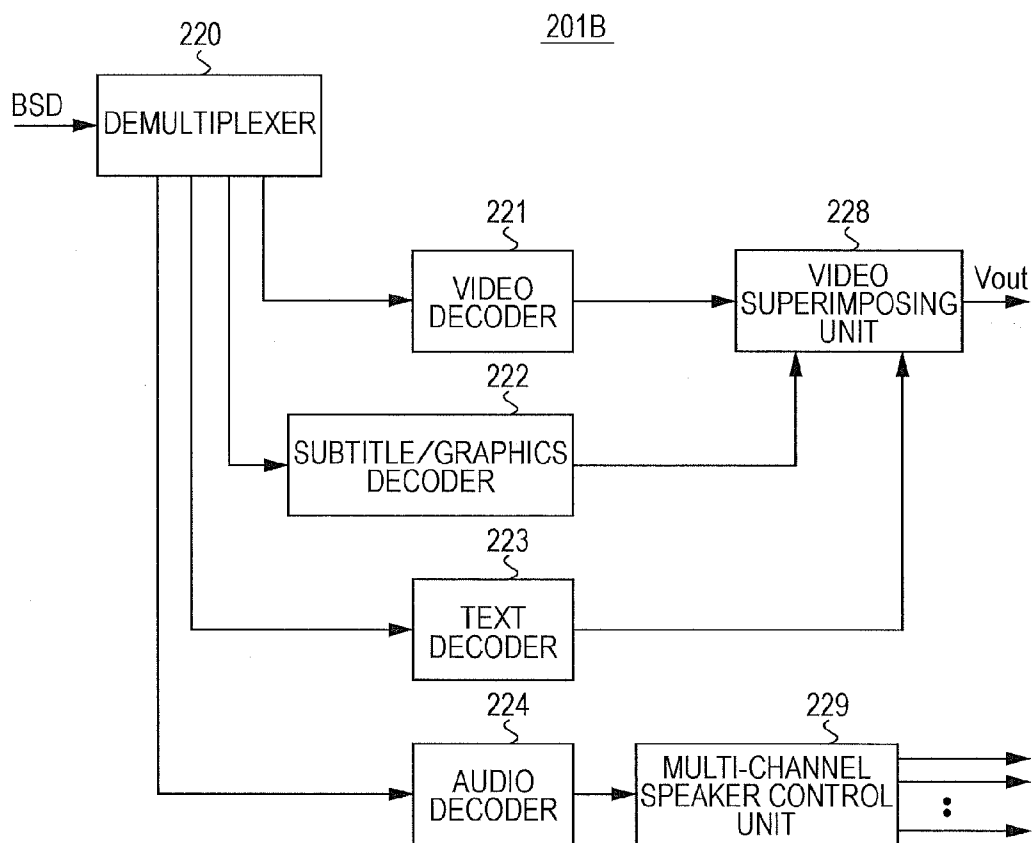 201B
220
BSD
DEMULTIPLEXER
221
228
VIDEO
DECODER
VIDEO
SUPERIMPOSING
UNIT
Vout
222
SUBTITLE/GRAPHICS
DECODER
223
TEXT
DECODER
224
229
AUDIO
DECODER
MULTI-CHANNEL
SPEAKER CONTROL
UNIT